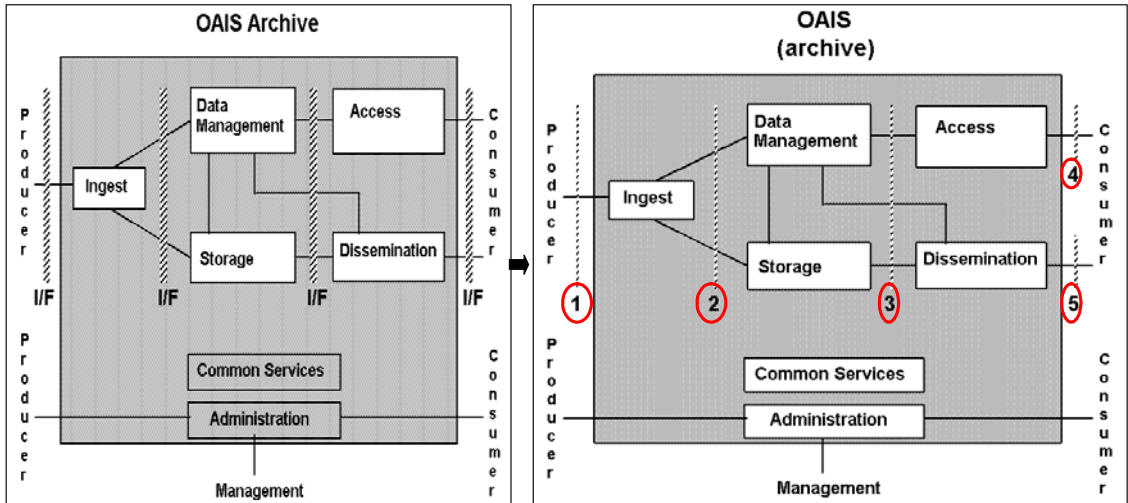 OAIS Archive
Producer
Data
Management
Access
Consumer
Ingest
Storage
Dissemination
I/F
I/F
I/F
I/F
Producer
Common Services
Consumer
Administration
Management
OAIS
(archive)
Producer
Data
Management
Access
Consumer
4
Ingest
Storage
Dissemination
1
2
3
5
Producer
Common Services
Consumer
Administration
Management